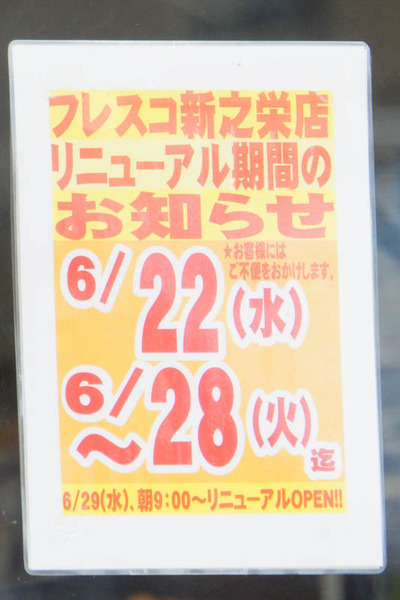 フレスコ新之栄店
リニューアル期間の
お知らせ
★お客様には
ご不便をおかけします。
6/22(水)
6/28(火)
〜迄
6/29(水)、朝9:00〜リニューアルOPEN!!